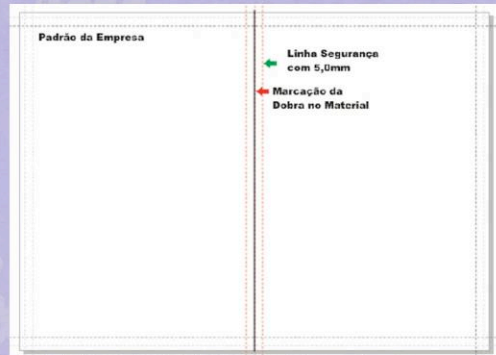 Padrão da Empresa
Linha Segurança
com 5,0mm
Marcação da
Dobra no Material